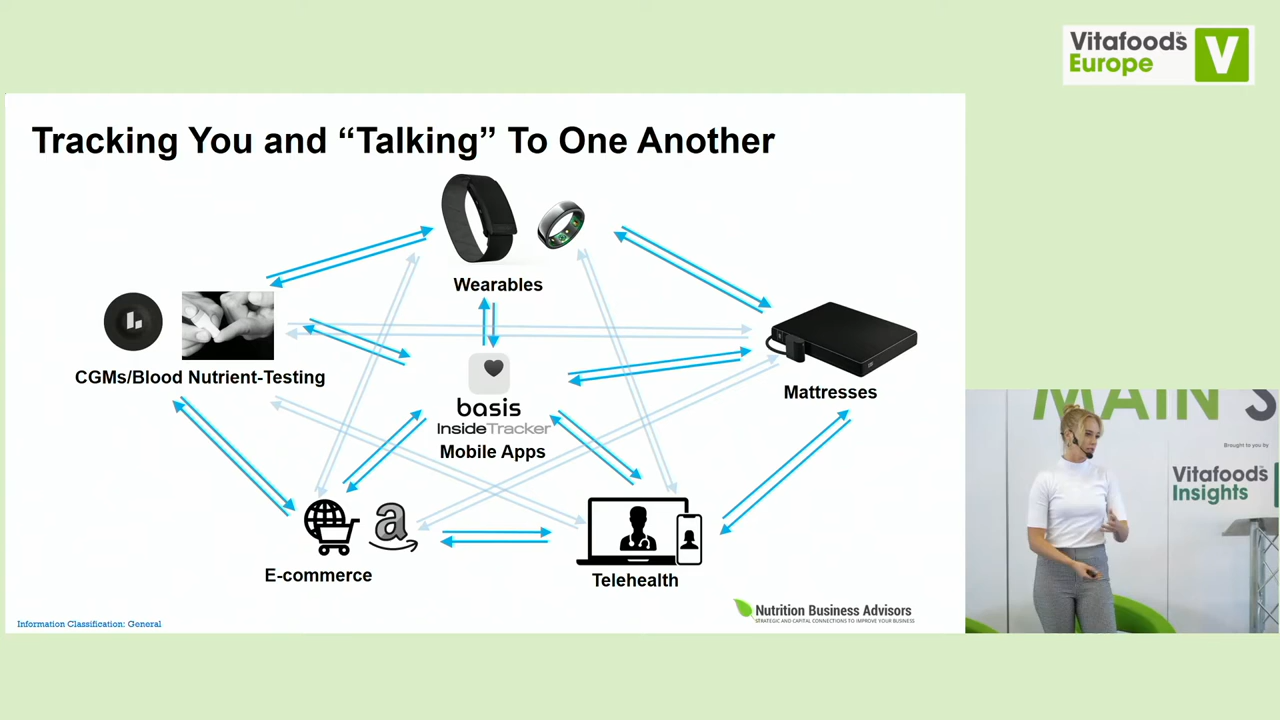 Vitafoods
Europe
Tracking You and “Talking” To One Another
Wearables
CGMs/Blood Nutrient-Testing
basis
InsideTracker
Mobile Apps
Mattresses
E-commerce
Telehealth
Nutrition Business Advisors
STRATEGIC AND CAPITAL CONNECTIONS TO IMPROVE YOUR BUSINESS
Information Classification: General
MAIN S
Brought to you by
Vitafoods
Insights